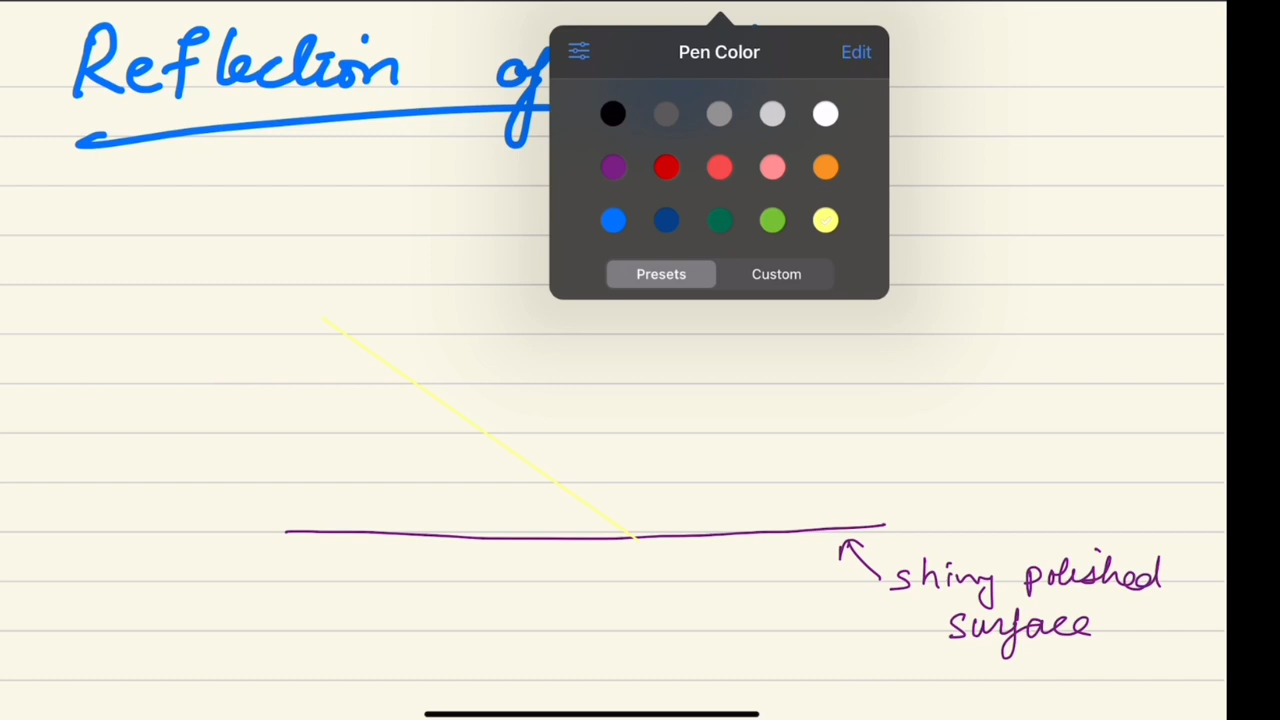 Reflection of
Pen Color
Edit
Presets
Custom
shiny polished
surface